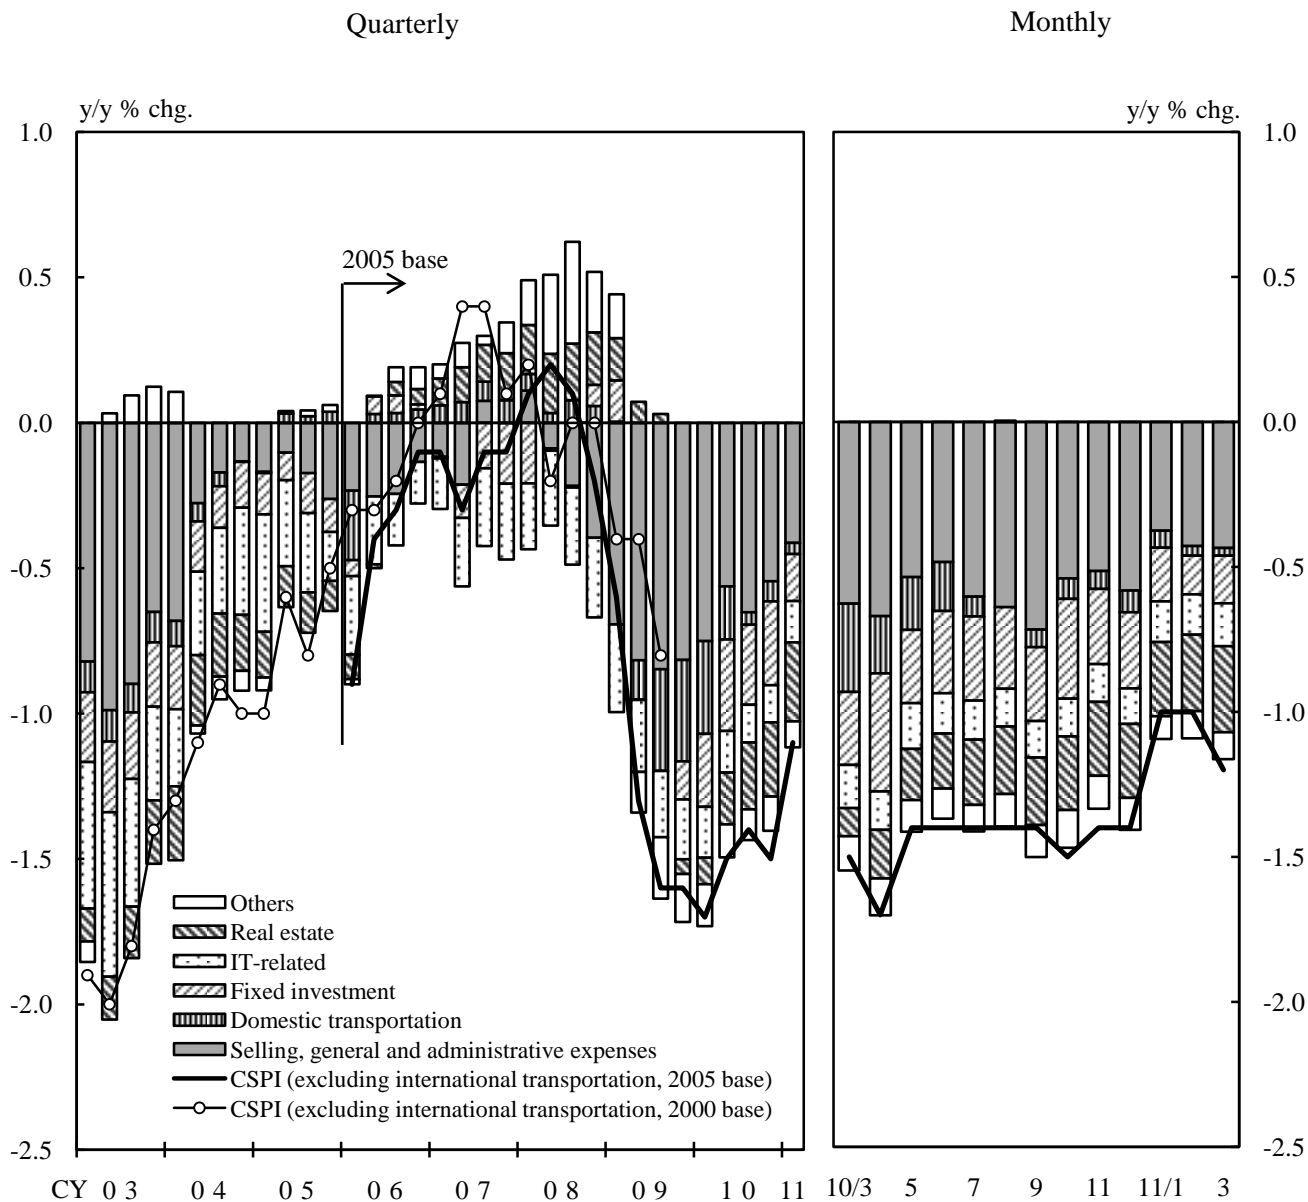 Quarterly Monthly
y/y % chg. y/y % chg.
1.0 1.0
2005 base
0.5 0.5
0.0 0.0
-0.5 -0.5
-1.0 -1.0
-1.5 -1.5
Others
Real estate
IT-related
-2.0 -2.0
Fixed investment
Domestic transportation
Selling, general and administrative expenses
CSPI (excluding international transportation, 2005 base)
CSPI (excluding international transportation, 2000 base)
-2.5 -2.5
CY 03 04 05 06 07 08 09 10 11 10/3 5 7 9 11 11/1 3